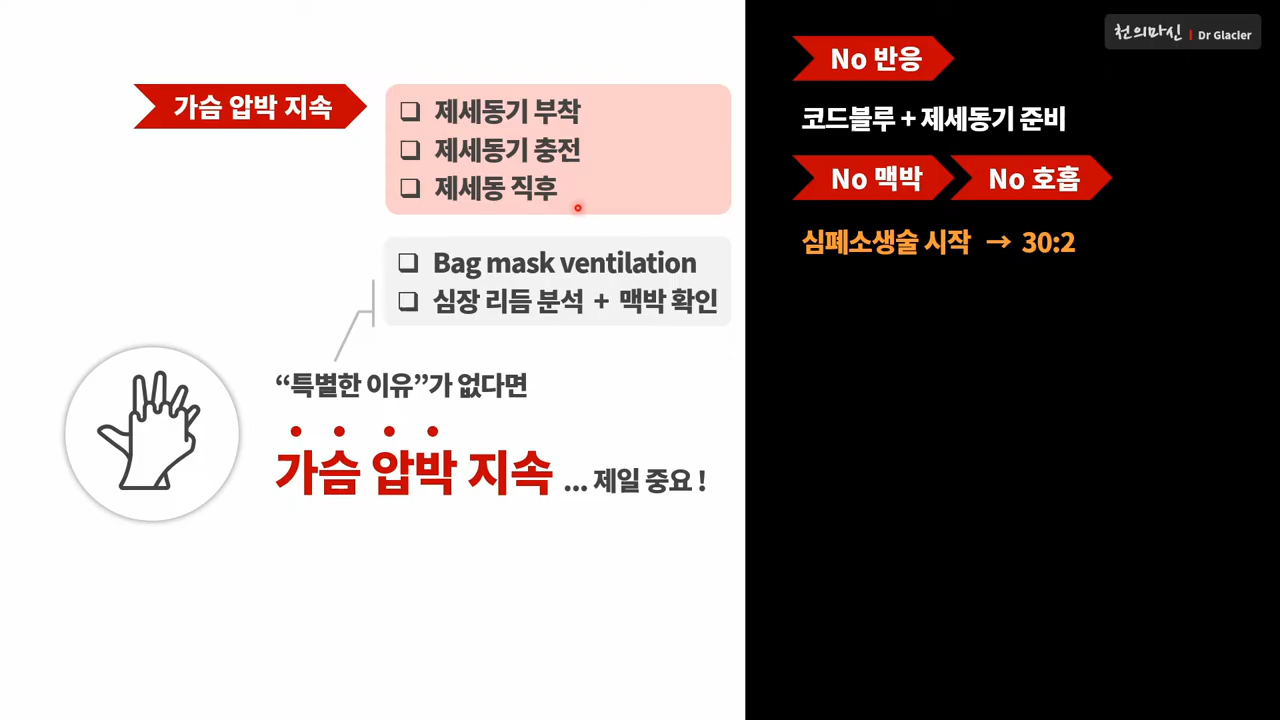 가슴 압박 지속
❑ 제세동기 부착
❑ 제세동기 충전
❑ 제세동 직후
❑ Bag mask ventilation
❑ 심장 리듬 분석 + 맥박 확인
“특별한 이유”가 없다면
가슴 압박 지속 ... 제일 중요 !
천의마신 | Dr Glacier
No 반응
코드블루 + 제세동기 준비
No 맥박 No 호흡
심폐소생술 시작 → 30:2